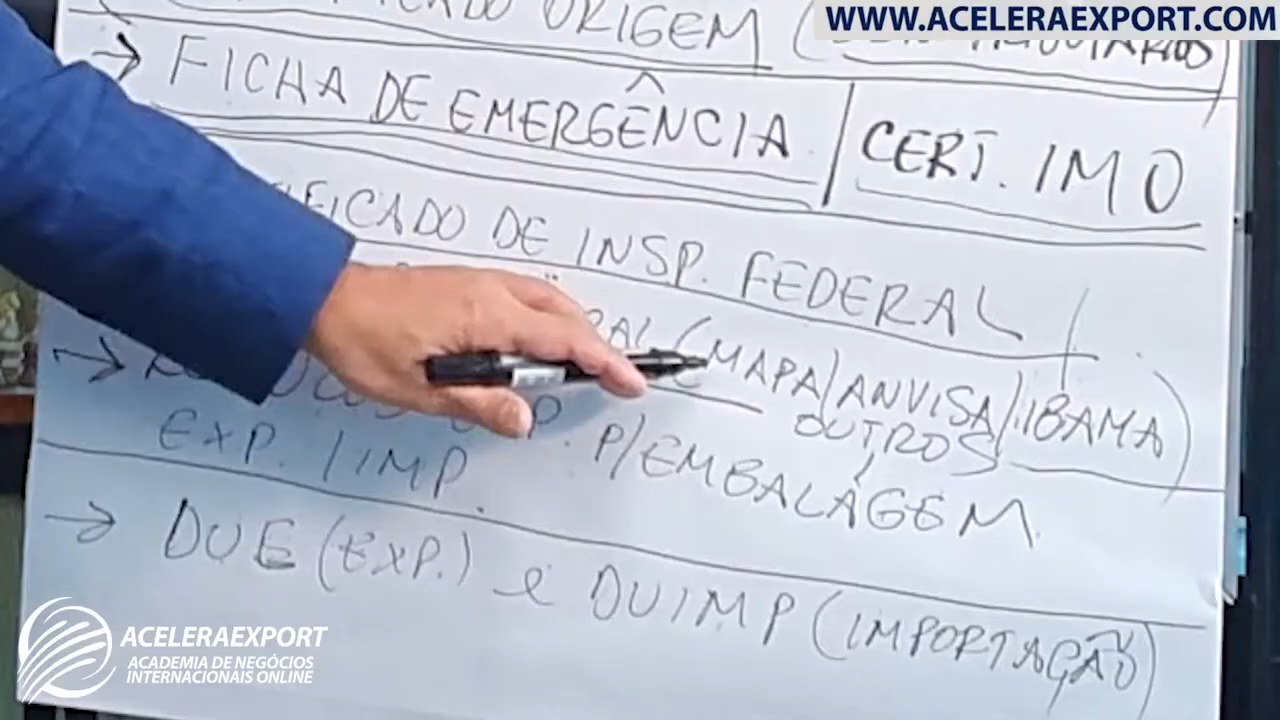 WWW.ACELERAEXPORT.COM
ORIGEM
→ FICHA DE EMERGÊNCIA | CERT. IMO
DE INSP. FEDERAL
(MAPA/ANVISA/IBAMA)
OUTROS
P/EMBALAGEM
EXP. / IMP.
→ DUE (EXP.) e DUIMP (IMPORTAÇÃO)
ACELERAEXPORT
ACADEMIA DE NEGÓCIOS
INTERNACIONAIS ONLINE